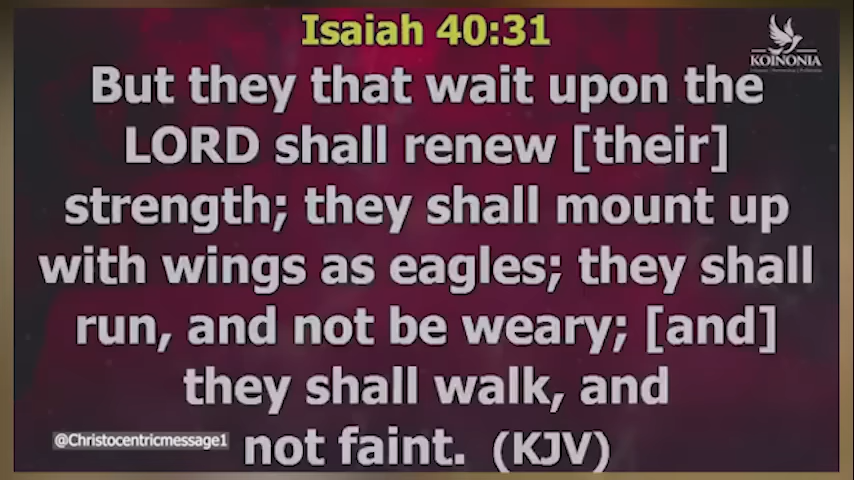 Isaiah 40:31
KOINONIA
But they that wait upon the
LORD shall renew [their]
strength; they shall mount up
with wings as eagles; they shall
run, and not be weary; [and]
they shall walk, and
@Christocentricmessage1
not faint. (KJV)